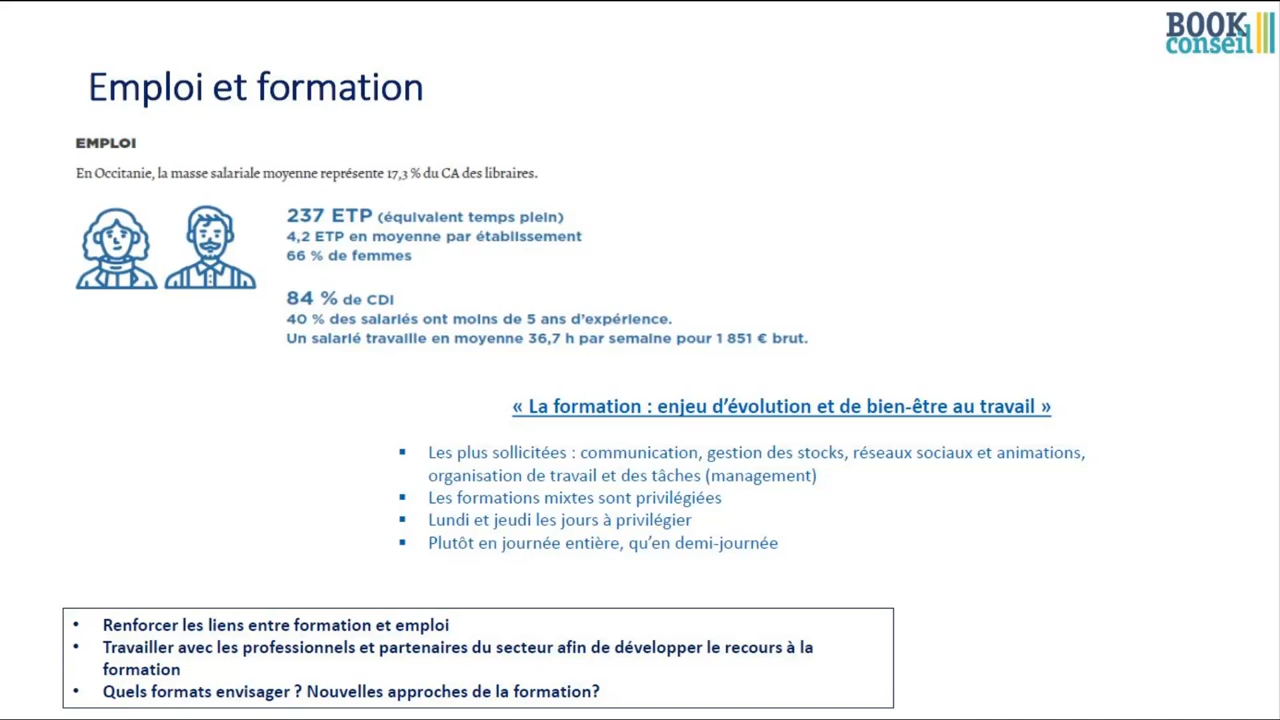 BOOK
conseil
Emploi et formation
EMPLOI
En Occitanie, la masse salariale moyenne représente 17,3 % du CA des libraires.
237 ETP (équivalent temps plein)
4,2 ETP en moyenne par établissement
66 % de femmes
84 % de CDI
40 % des salariés ont moins de 5 ans d'expérience.
Un salarié travaille en moyenne 36,7 h par semaine pour 1 851 € brut.
« La formation : enjeu d'évolution et de bien-être au travail »
▪ Les plus sollicitées : communication, gestion des stocks, réseaux sociaux et animations,
organisation de travail et des tâches (management)
▪ Les formations mixtes sont privilégiées
▪ Lundi et jeudi les jours à privilégier
▪ Plutôt en journée entière, qu'en demi-journée
• Renforcer les liens entre formation et emploi
• Travailler avec les professionnels et partenaires du secteur afin de développer le recours à la
formation
• Quels formats envisager ? Nouvelles approches de la formation?